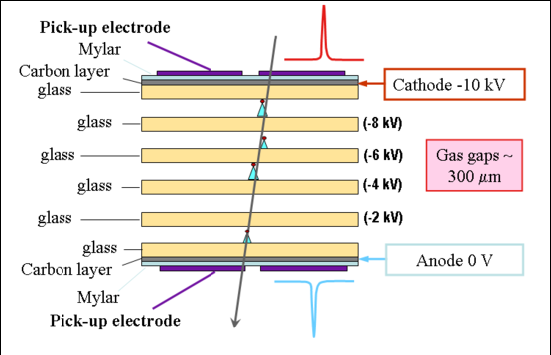 Pick-up electrode
Mylar
Carbon layer
Cathode -10 kV
glass
glass
(-8 kV)
glass
(-6 kV)
Gas gaps ~
300 µm
glass
(-4 kV)
glass
(-2 kV)
glass
Anode 0 V
Carbon layer
Mylar
Pick-up electrode